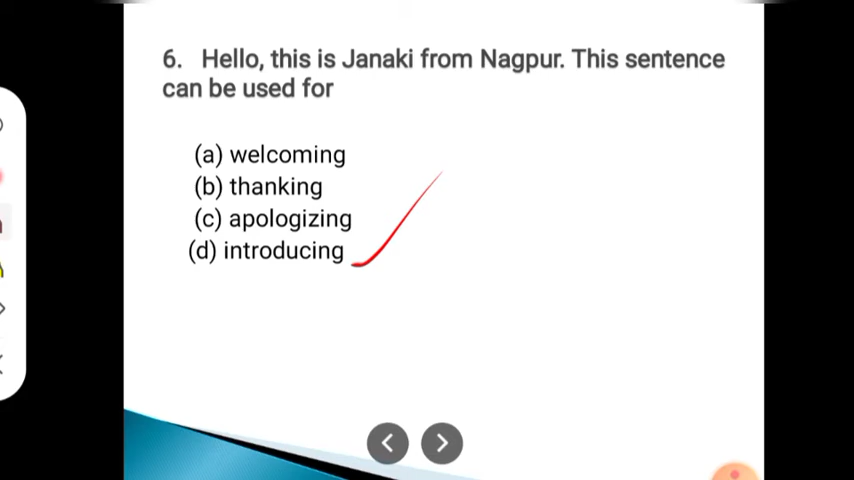 6. Hello, this is Janaki from Nagpur. This sentence
can be used for
(a) welcoming
(b) thanking
(c) apologizing
(d) introducing